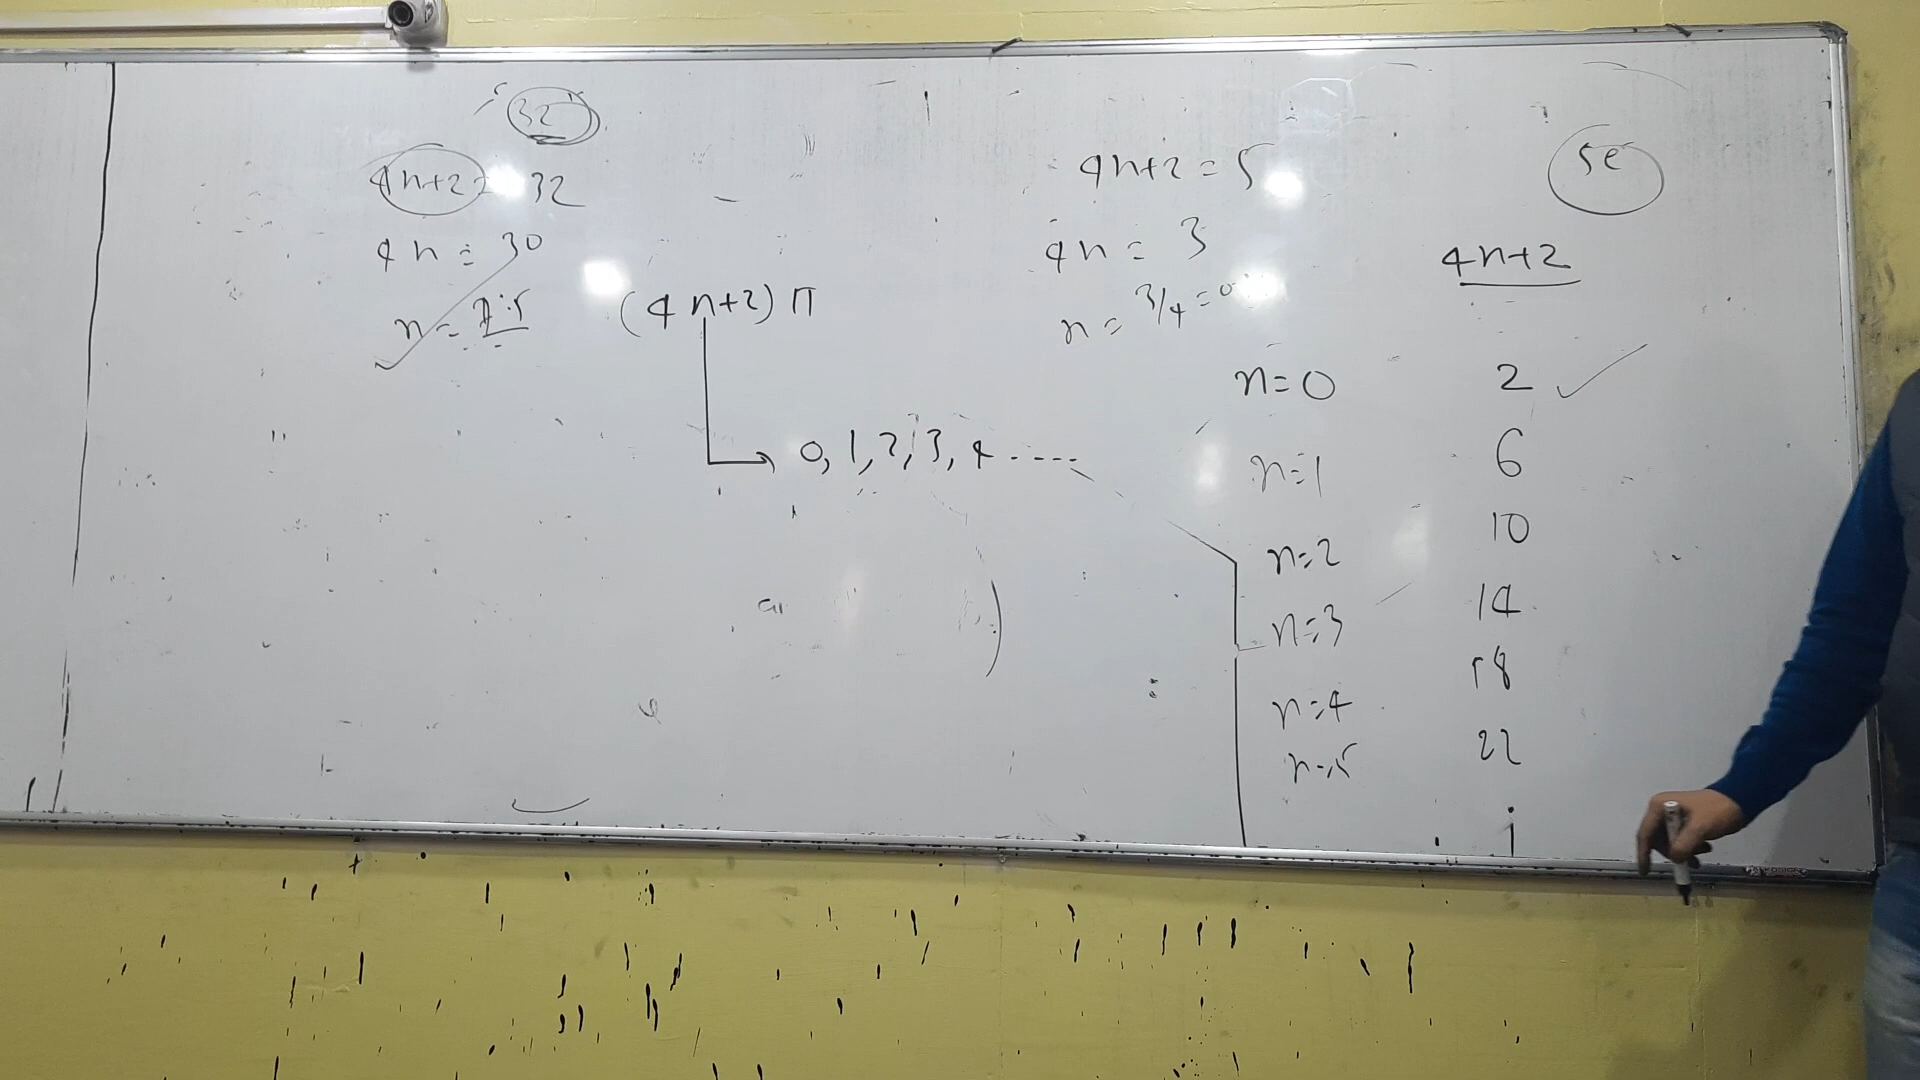 32
4n+2 = 32
4n = 30
n = 7.5
(4n+2) π
0, 1, 2, 3, 4 ----
4n+2 = 5
4n = 3
n = 3/4 = 0
5e
4n+2
n=0 2 ✓
n=1 6
n=2 10
n=3 14
n=4 18
n=5 22